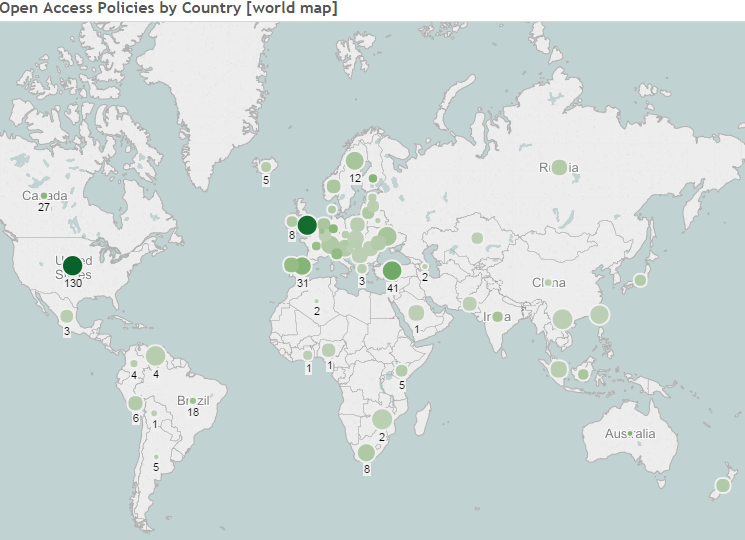 Open Access Policies by Country [world map]
5
12
Russia
Canada
27
8
United
States
130
31
3
41
2
China
3
2
1
India
1
1
4
4
5
Brazil
18
6
1
2
Australia
5
8